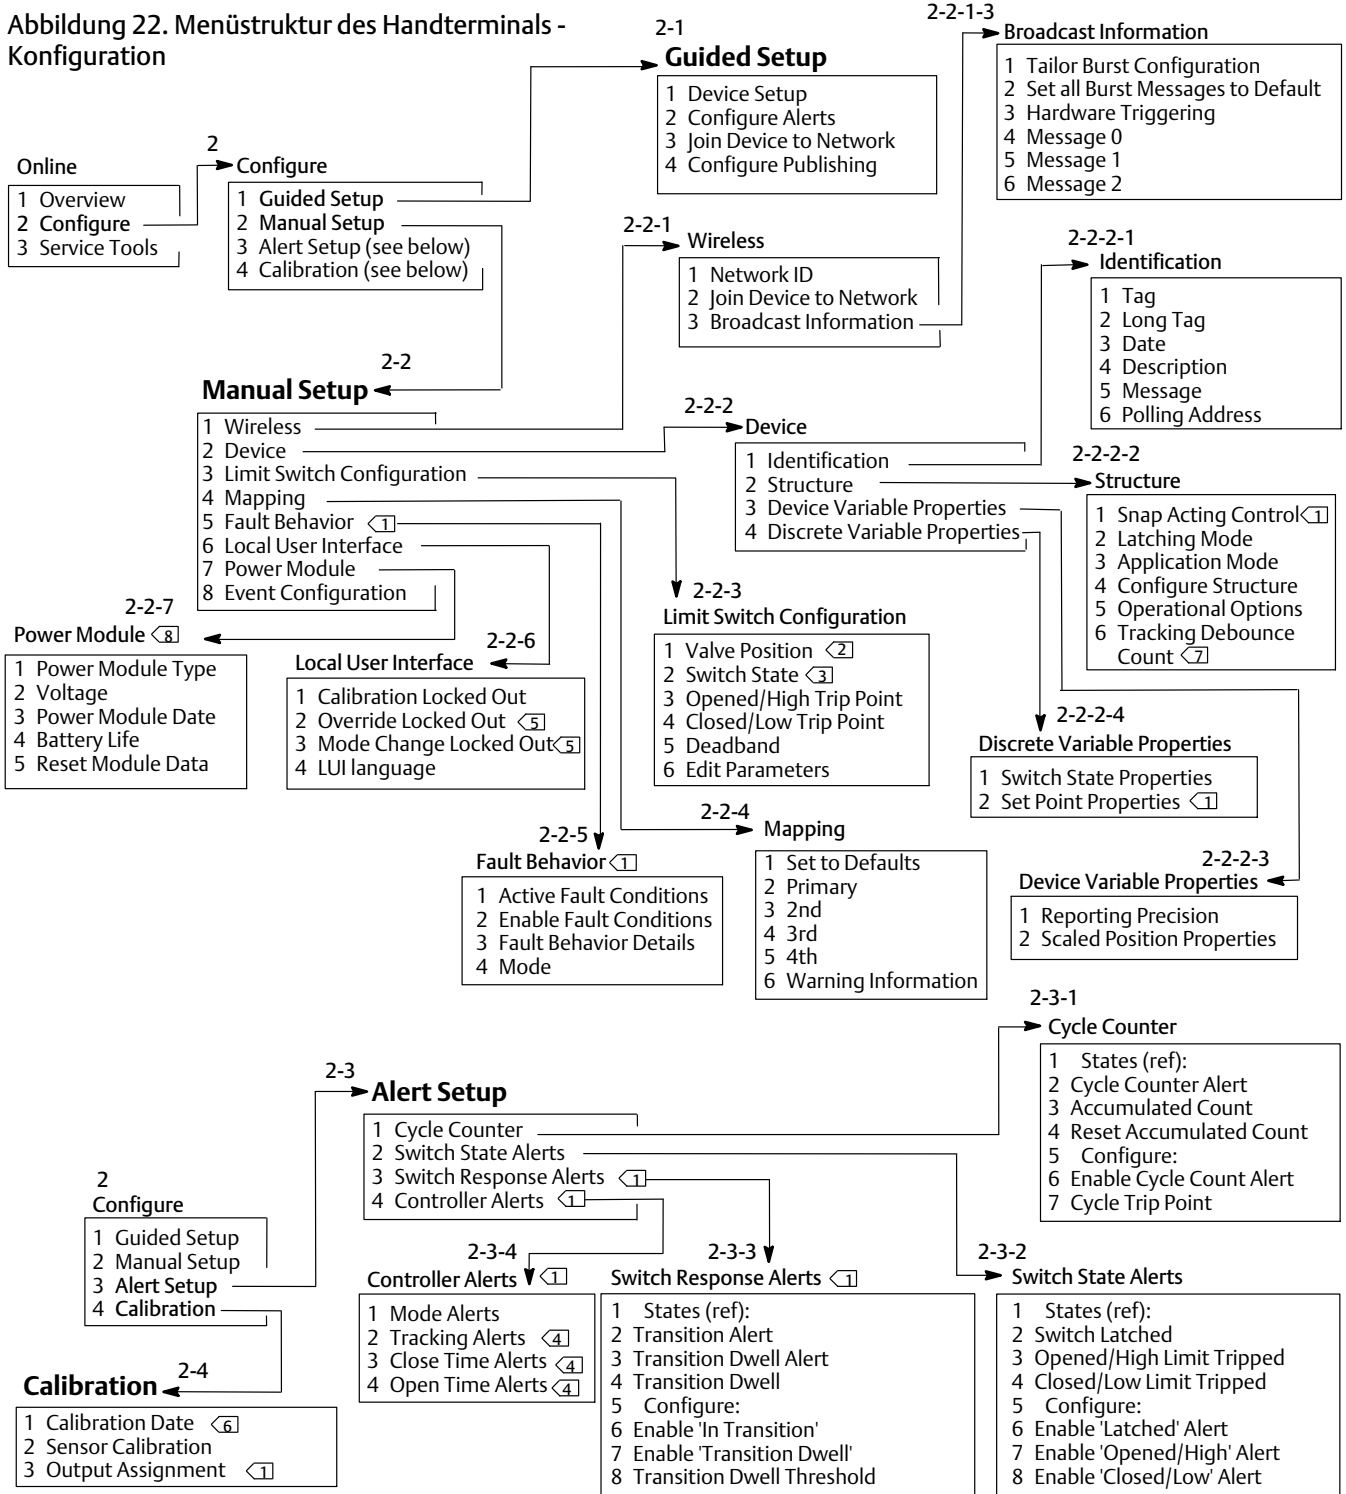 Abbildung 22. Menüstruktur des Handterminals -
Konfiguration
Online
1 Overview
2 Configure
3 Service Tools
2
Configure
1 Guided Setup
2 Manual Setup
3 Alert Setup (see below)
4 Calibration (see below)
2-1
Guided Setup
1 Device Setup
2 Configure Alerts
3 Join Device to Network
4 Configure Publishing
2-2-1-3
Broadcast Information
1 Tailor Burst Configuration
2 Set all Burst Messages to Default
3 Hardware Triggering
4 Message 0
5 Message 1
6 Message 2
2-2-1
Wireless
1 Network ID
2 Join Device to Network
3 Broadcast Information
2-2-2-1
Identification
1 Tag
2 Long Tag
3 Date
4 Description
5 Message
6 Polling Address
2-2
Manual Setup
1 Wireless
2 Device
3 Limit Switch Configuration
4 Mapping
5 Fault Behavior 1
6 Local User Interface
7 Power Module
8 Event Configuration
2-2-2
Device
1 Identification
2 Structure
3 Device Variable Properties
4 Discrete Variable Properties
2-2-2-2
Structure
1 Snap Acting Control 1
2 Latching Mode
3 Application Mode
4 Configure Structure
5 Operational Options
6 Tracking Debounce
Count 7
2-2-7
Power Module 8
1 Power Module Type
2 Voltage
3 Power Module Date
4 Battery Life
5 Reset Module Data
2-2-6
Local User Interface
1 Calibration Locked Out
2 Override Locked Out 5
3 Mode Change Locked Out 5
4 LUI language
2-2-3
Limit Switch Configuration
1 Valve Position 2
2 Switch State 3
3 Opened/High Trip Point
4 Closed/Low Trip Point
5 Deadband
6 Edit Parameters
2-2-2-4
Discrete Variable Properties
1 Switch State Properties
2 Set Point Properties 1
2-2-5
Fault Behavior 1
1 Active Fault Conditions
2 Enable Fault Conditions
3 Fault Behavior Details
4 Mode
2-2-4
Mapping
1 Set to Defaults
2 Primary
3 2nd
4 3rd
5 4th
6 Warning Information
2-2-2-3
Device Variable Properties
1 Reporting Precision
2 Scaled Position Properties
2-3
Alert Setup
1 Cycle Counter
2 Switch State Alerts
3 Switch Response Alerts 1
4 Controller Alerts 1
2-3-1
Cycle Counter
1 States (ref):
2 Cycle Counter Alert
3 Accumulated Count
4 Reset Accumulated Count
5 Configure:
6 Enable Cycle Count Alert
7 Cycle Trip Point
2
Configure
1 Guided Setup
2 Manual Setup
3 Alert Setup
4 Calibration
2-4
Calibration
1 Calibration Date 6
2 Sensor Calibration
3 Output Assignment 1
2-3-4
Controller Alerts 1
1 Mode Alerts
2 Tracking Alerts 4
3 Close Time Alerts 4
4 Open Time Alerts 4
2-3-3
Switch Response Alerts 1
1 States (ref):
2 Transition Alert
3 Transition Dwell Alert
4 Transition Dwell
5 Configure:
6 Enable 'In Transition'
7 Enable 'Transition Dwell'
8 Transition Dwell Threshold
2-3-2
Switch State Alerts
1 States (ref):
2 Switch Latched
3 Opened/High Limit Tripped
4 Closed/Low Limit Tripped
5 Configure:
6 Enable 'Latched' Alert
7 Enable 'Opened/High' Alert
8 Enable 'Closed/Low' Alert